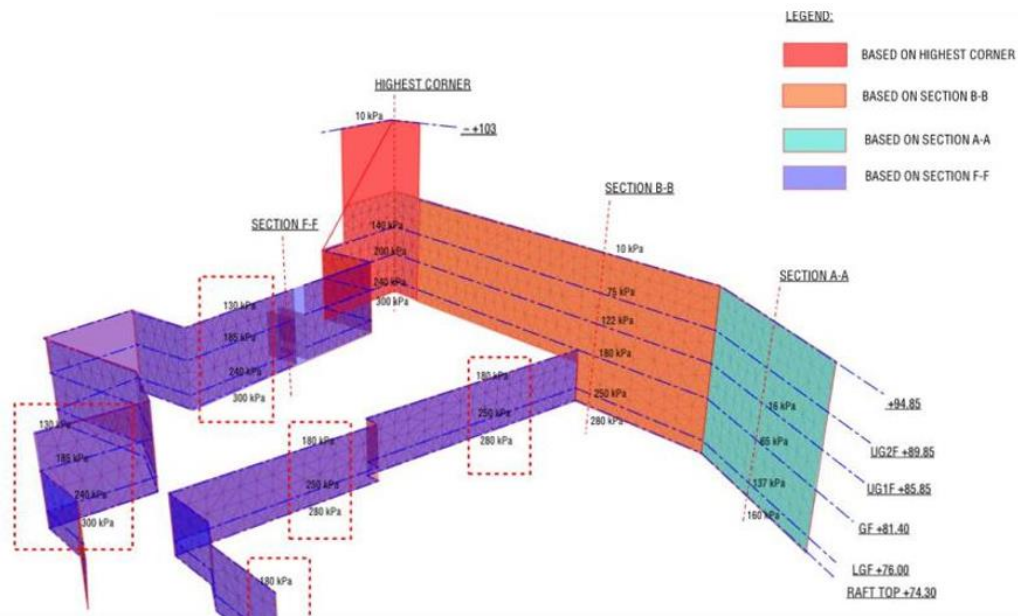 LEGEND:
BASED ON HIGHEST CORNER
BASED ON SECTION B-B
BASED ON SECTION A-A
BASED ON SECTION F-F
HIGHEST CORNER
10 kPa
~ +103
SECTION B-B
SECTION F-F
140 kPa
10 kPa
200 kPa
SECTION A-A
240 kPa
75 kPa
130 kPa
300 kPa
122 kPa
185 kPa
180 kPa
240 kPa
180 kPa
250 kPa
+94.85
300 kPa
250 kPa
280 kPa
16 kPa
130 kPa
180 kPa
280 kPa
65 kPa
UG2F +89.85
185 kPa
250 kPa
137 kPa
UG1F +85.85
240 kPa
280 kPa
160 kPa
GF +81.40
300 kPa
LGF +76.00
180 kPa
RAFT TOP +74.30